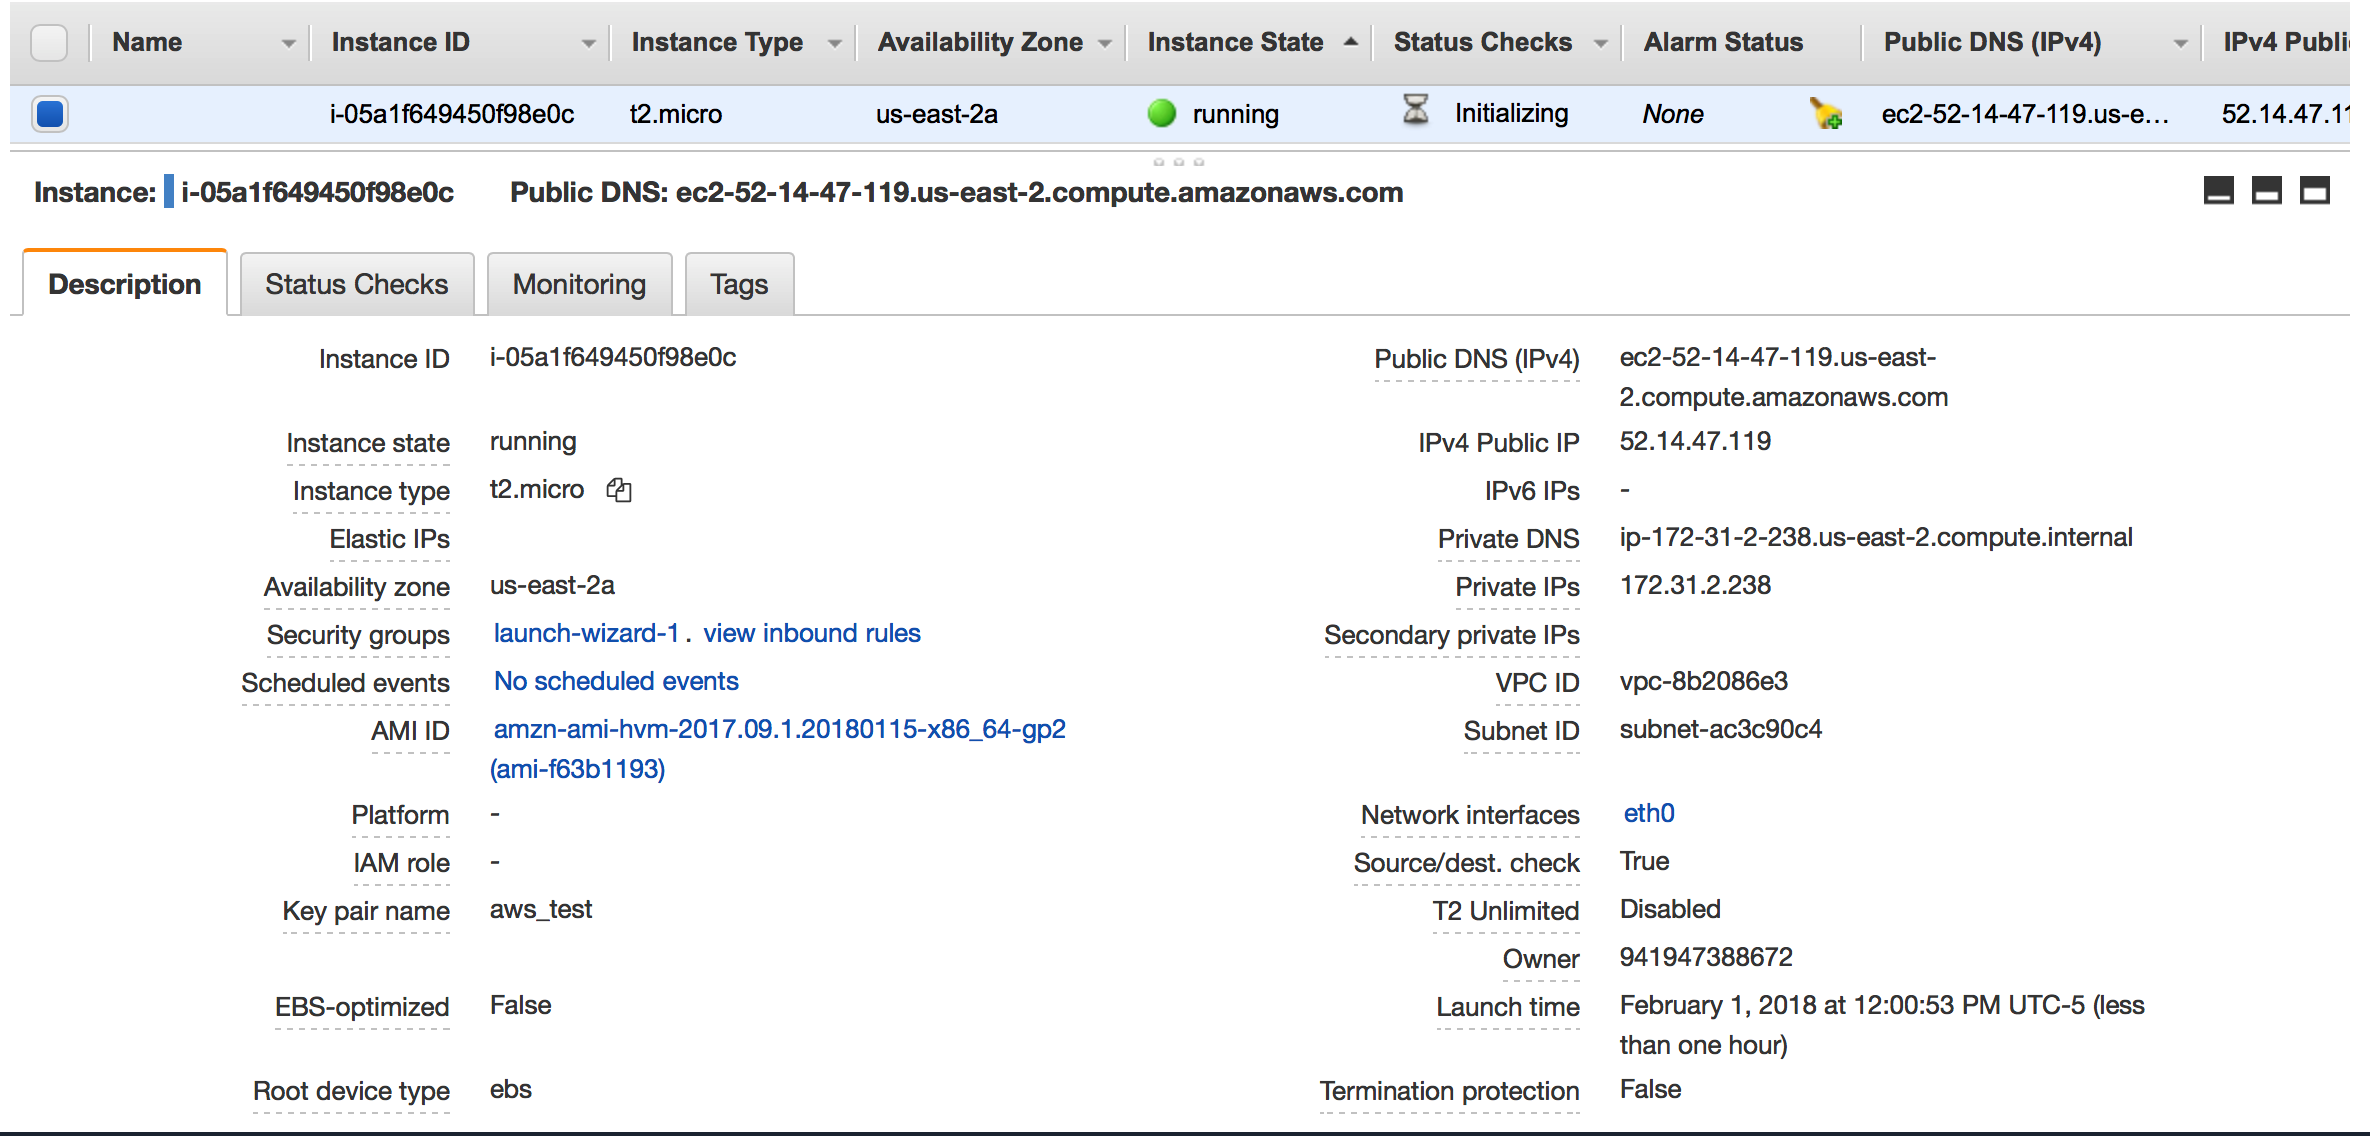 Name Instance ID Instance Type Availability Zone Instance State Status Checks Alarm Status Public DNS (IPv4) IPv4 Publi
i-05a1f649450f98e0c t2.micro us-east-2a running Initializing None ec2-52-14-47-119.us-e... 52.14.47.11
Instance: i-05a1f649450f98e0c Public DNS: ec2-52-14-47-119.us-east-2.compute.amazonaws.com
Description Status Checks Monitoring Tags
Instance ID i-05a1f649450f98e0c Public DNS (IPv4) ec2-52-14-47-119.us-east-
2.compute.amazonaws.com
Instance state running IPv4 Public IP 52.14.47.119
Instance type t2.micro IPv6 IPs -
Elastic IPs Private DNS ip-172-31-2-238.us-east-2.compute.internal
Availability zone us-east-2a Private IPs 172.31.2.238
Security groups launch-wizard-1 . view inbound rules Secondary private IPs
Scheduled events No scheduled events VPC ID vpc-8b2086e3
AMI ID amzn-ami-hvm-2017.09.1.20180115-x86_64-gp2 Subnet ID subnet-ac3c90c4
(ami-f63b1193)
Platform - Network interfaces eth0
IAM role - Source/dest. check True
Key pair name aws_test T2 Unlimited Disabled
Owner 941947388672
EBS-optimized False Launch time February 1, 2018 at 12:00:53 PM UTC-5 (less
than one hour)
Root device type ebs Termination protection False